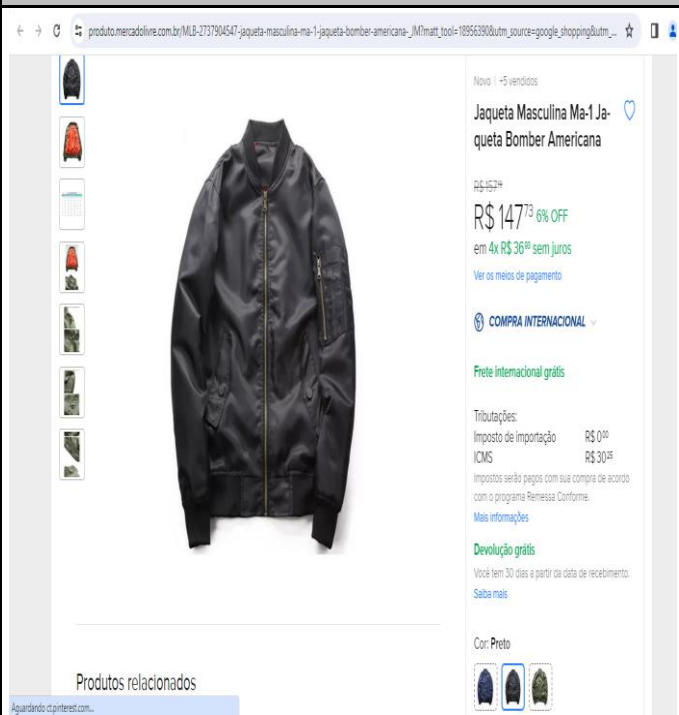 produto.mercadolivre.com.br/MLB-2737904547-jaqueta-masculina-ma-1-jaqueta-bomber-americana-_JM?matt_tool=18956390&utm_source=google_shopping&utm_...
Novo | +5 vendidos
Jaqueta Masculina Ma-1 Ja-
queta Bomber Americana
R$ 157
R$ 147 73 6% OFF
em 4x R$ 36 sem juros
Ver os meios de pagamento
COMPRA INTERNACIONAL
Frete internacional grátis
Tributações:
Imposto de importação R$ 0 00
ICMS R$ 30 25
Impostos serão pagos com sua compra de acordo
com o programa Remessa Conforme.
Mais informações
Devolução grátis
Você tem 30 dias a partir da data de recebimento.
Saiba mais
Cor: Preto
Produtos relacionados
Aguardando ct.pinterest.com...